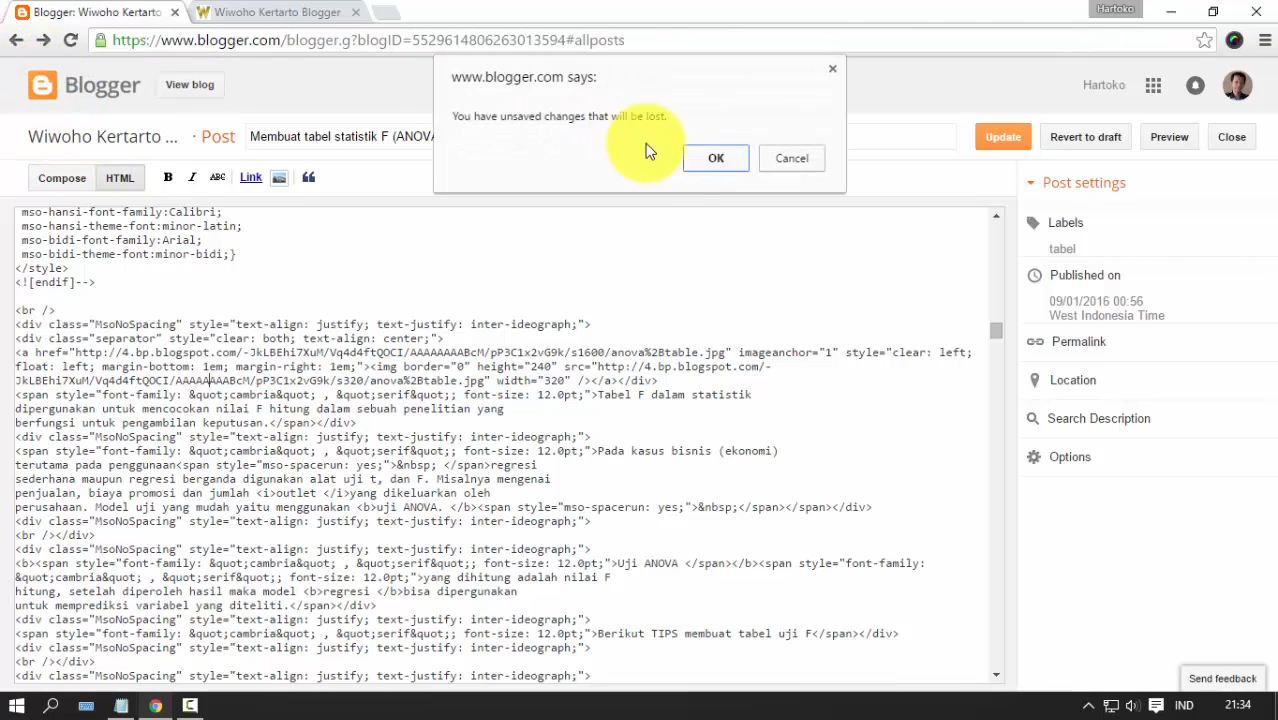 Blogger: Wiwoho Kertarto
Wiwoho Kertarto Blogger
Hartoko
https://www.blogger.com/blogger.g?blogID=5529614806263013594#allposts
Blogger
View blog
Hartoko
www.blogger.com says:
You have unsaved changes that will be lost.
OK
Cancel
Wiwoho Kertarto ...
· Post
Membuat tabel statistik F (ANOVA
Update
Revert to draft
Preview
Close
Compose
HTML
B
I
ABC
Link
Post settings
Labels
tabel
Published on
09/01/2016 00:56
West Indonesia Time
Permalink
Location
Search Description
Options
mso-hansi-font-family:Calibri;
mso-hansi-theme-font:minor-latin;
mso-bidi-font-family:Arial;
mso-bidi-theme-font:minor-bidi;}
</style>
<![endif]-->
<br />
<div class="MsoNoSpacing" style="text-align: justify; text-justify: inter-ideograph;">
<div class="separator" style="clear: both; text-align: center;">
<a href="http://4.bp.blogspot.com/-JkLBEhi7XuM/Vq4d4ftQOCI/AAAAAAAABcM/pP3C1x2vG9k/s1600/anova%2Btable.jpg" imageanchor="1" style="clear: left;
float: left; margin-bottom: 1em; margin-right: 1em;"><img border="0" height="240" src="http://4.bp.blogspot.com/-
JkLBEhi7XuM/Vq4d4ftQOCI/AAAAAAAABcM/pP3C1x2vG9k/s320/anova%2Btable.jpg" width="320" /></a></div>
<span style="font-family: &quot;cambria&quot; , &quot;serif&quot;; font-size: 12.0pt;">Tabel F dalam statistik
dipergunakan untuk mencocokan nilai F hitung dalam sebuah penelitian yang
berfungsi untuk pengambilan keputusan.</span></div>
<div class="MsoNoSpacing" style="text-align: justify; text-justify: inter-ideograph;">
<span style="font-family: &quot;cambria&quot; , &quot;serif&quot;; font-size: 12.0pt;">Pada kasus bisnis (ekonomi)
terutama pada penggunaan<span style="mso-spacerun: yes;">&nbsp; </span>regresi
sederhana maupun regresi berganda digunakan alat uji t, dan F. Misalnya mengenai
penjualan, biaya promosi dan jumlah <i>outlet </i>yang dikeluarkan oleh
perusahaan. Model uji yang mudah yaitu menggunakan <b>uji ANOVA. </b><span style="mso-spacerun: yes;">&nbsp;</span></span></div>
<div class="MsoNoSpacing" style="text-align: justify; text-justify: inter-ideograph;">
<br /></div>
<div class="MsoNoSpacing" style="text-align: justify; text-justify: inter-ideograph;">
<b><span style="font-family: &quot;cambria&quot; , &quot;serif&quot;; font-size: 12.0pt;">Uji ANOVA </span></b><span style="font-family:
&quot;cambria&quot; , &quot;serif&quot;; font-size: 12.0pt;">yang dihitung adalah nilai F
hitung, setelah diperoleh hasil maka model <b>regresi </b>bisa dipergunakan
untuk memprediksi variabel yang diteliti.</span></div>
<div class="MsoNoSpacing" style="text-align: justify; text-justify: inter-ideograph;">
<span style="font-family: &quot;cambria&quot; , &quot;serif&quot;; font-size: 12.0pt;">Berikut TIPS membuat tabel uji F</span></div>
<div class="MsoNoSpacing" style="text-align: justify; text-justify: inter-ideograph;">
<br /></div>
<div class="MsoNoSpacing" style="text-align: justify; text-justify: inter-ideograph;">
Send feedback
IND
21:34